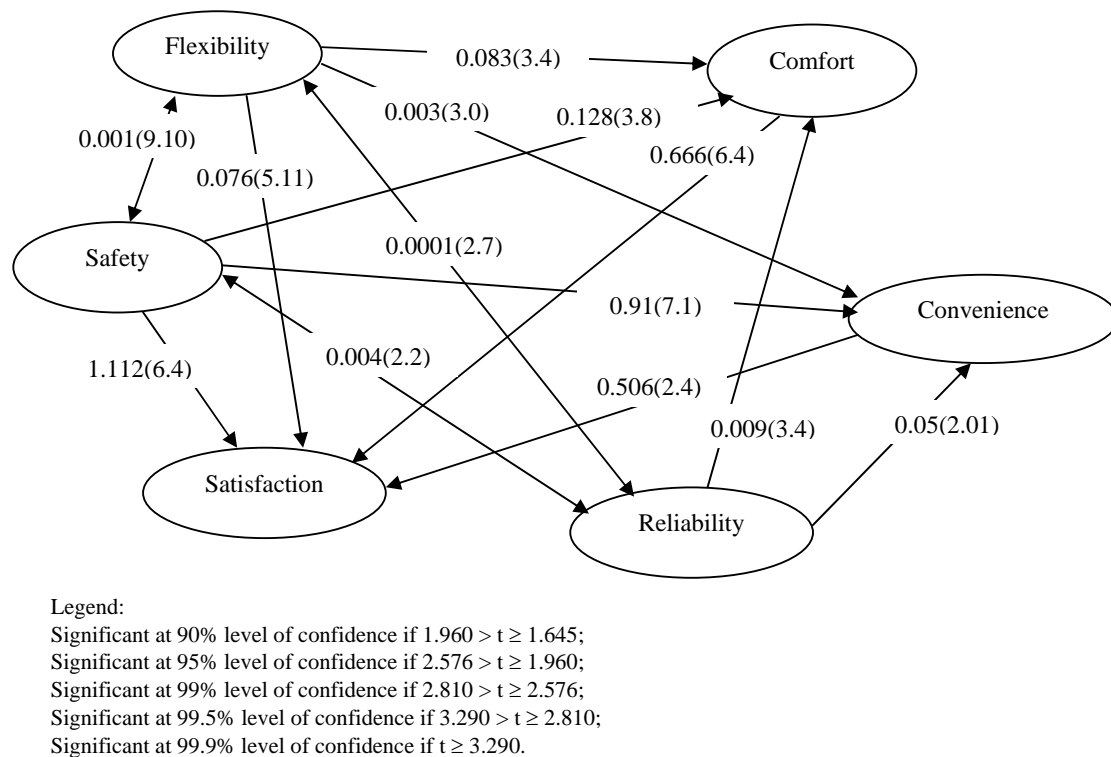 Flexibility
Comfort
0.083(3.4)
0.003(3.0)
0.128(3.8)
0.001(9.10)
0.666(6.4)
0.076(5.11)
Safety
0.0001(2.7)
0.91(7.1)
Convenience
0.004(2.2)
1.112(6.4)
0.506(2.4)
0.009(3.4)
0.05(2.01)
Satisfaction
Reliability
Legend:
Significant at 90% level of confidence if 1.960 > t ≥ 1.645;
Significant at 95% level of confidence if 2.576 > t ≥ 1.960;
Significant at 99% level of confidence if 2.810 > t ≥ 2.576;
Significant at 99.5% level of confidence if 3.290 > t ≥ 2.810;
Significant at 99.9% level of confidence if t ≥ 3.290.